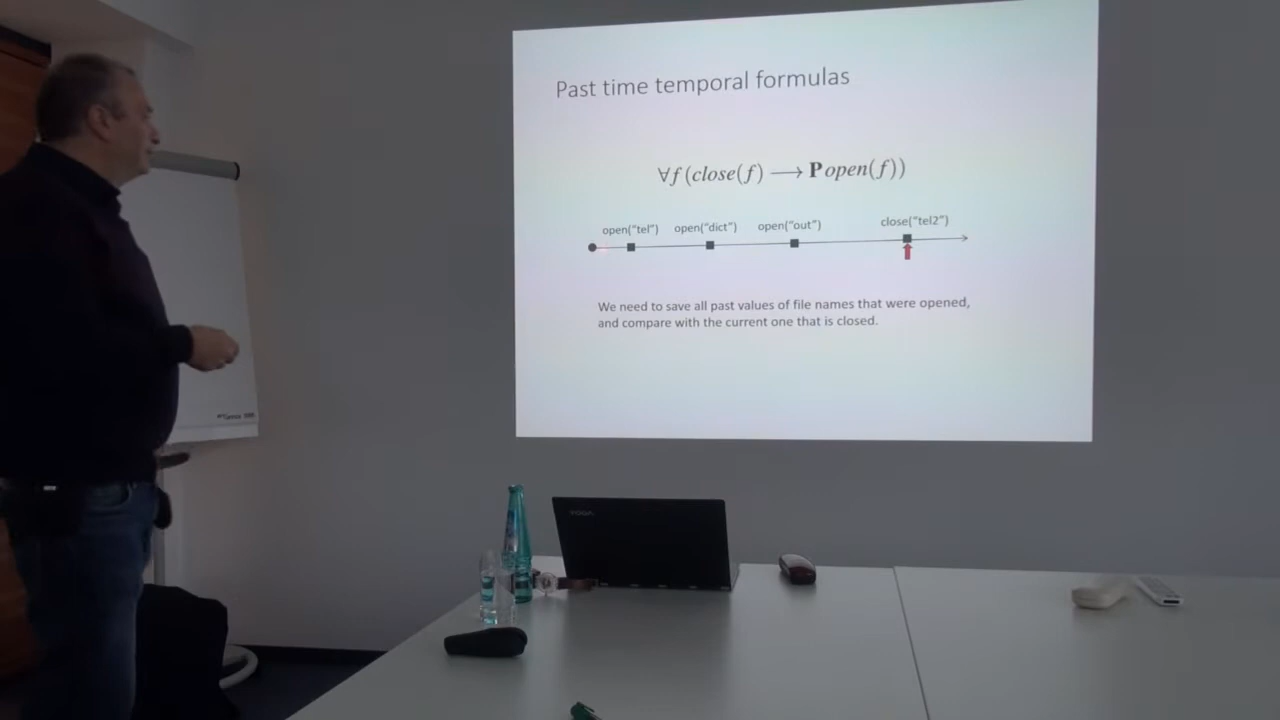 Past time temporal formulas
∀f (close(f) ⟶ P open(f))
open("tel") open("dict") open("out") close("tel2")
We need to save all past values of file names that were opened,
and compare with the current one that is closed.
YOGA